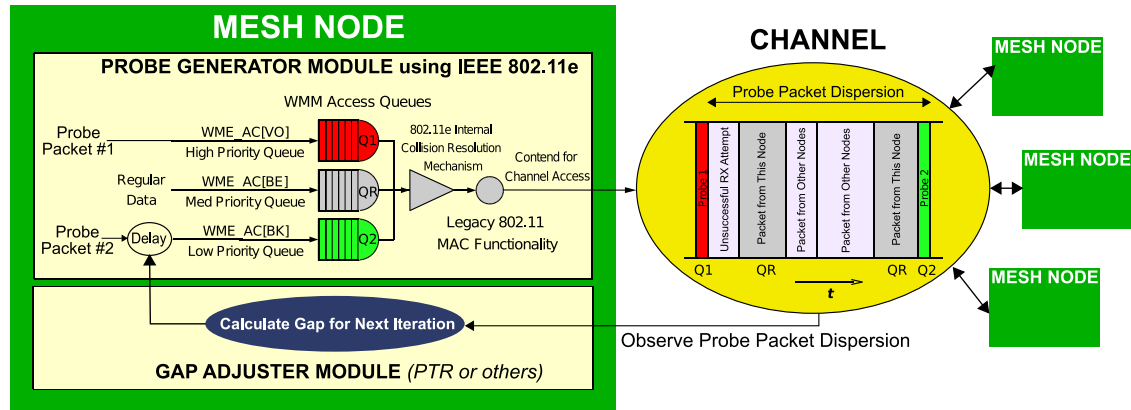 MESH NODE
PROBE GENERATOR MODULE using IEEE 802.11e
WMM Access Queues
Probe
Packet #1
WME_AC[VO]
High Priority Queue
Q1
Regular
Data
WME_AC[BE]
Med Priority Queue
QR
Probe
Packet #2
Delay
WME_AC[BK]
Low Priority Queue
Q2
802.11e Internal
Collision Resolution
Mechanism
Contend for
Channel Access
Legacy 802.11
MAC Functionality
Calculate Gap for Next Iteration
GAP ADJUSTER MODULE (PTR or others)
CHANNEL
Probe Packet Dispersion
Probe 1
Unsuccessful RX Attempt
Packet from This Node
Packet from Other Nodes
Packet from Other Nodes
Packet from This Node
Probe 2
Q1
QR
QR
Q2
t
Observe Probe Packet Dispersion
MESH NODE
MESH NODE
MESH NODE